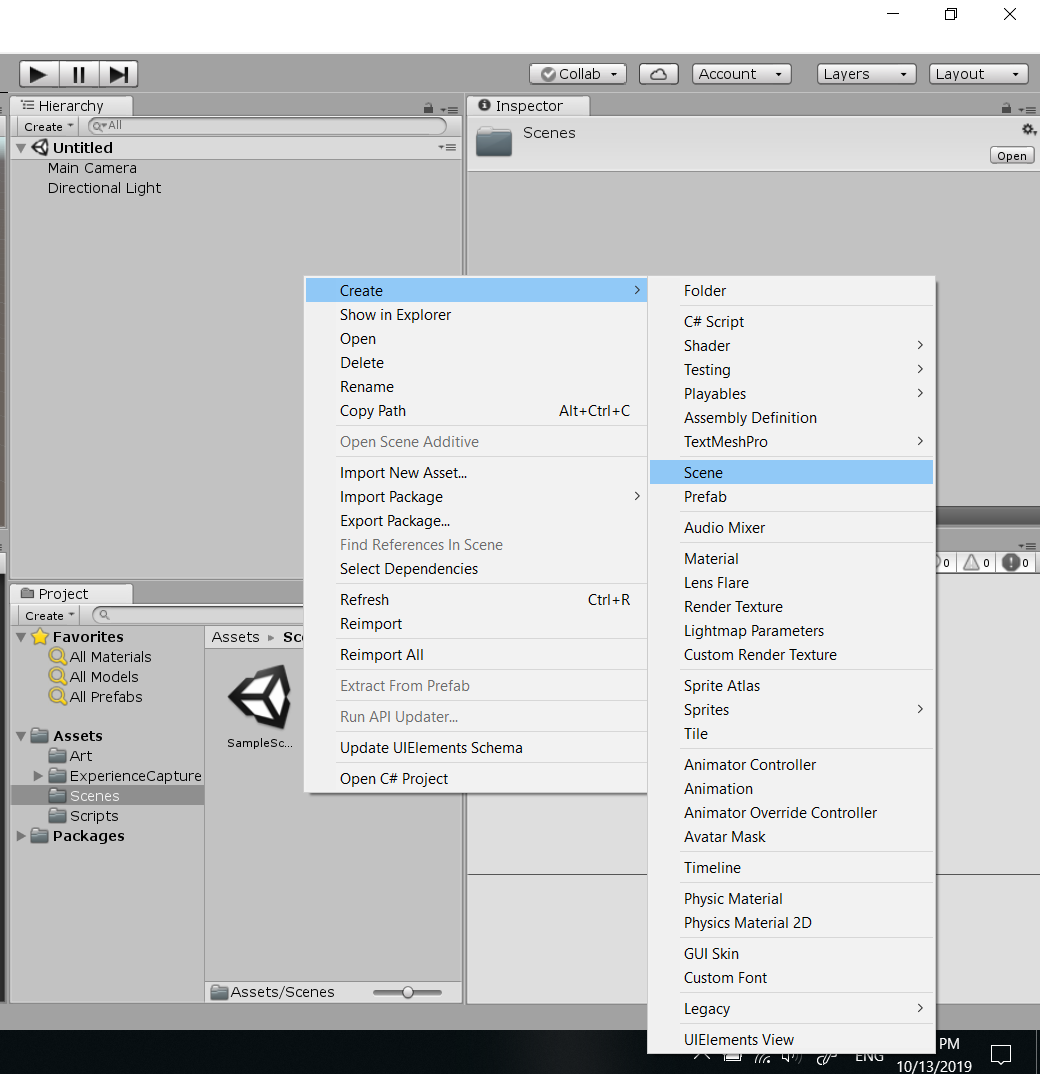 Collab
Account
Layers
Layout
Hierarchy
Inspector
Create
All
Scenes
Open
Untitled
Main Camera
Directional Light
Create
Show in Explorer
Open
Delete
Rename
Copy Path Alt+Ctrl+C
Open Scene Additive
Import New Asset...
Import Package
Export Package...
Find References In Scene
Select Dependencies
Refresh Ctrl+R
Reimport
Reimport All
Extract From Prefab
Run API Updater...
Update UIElements Schema
Open C# Project
Folder
C# Script
Shader
Testing
Playables
Assembly Definition
TextMeshPro
Scene
Prefab
Audio Mixer
Material
Lens Flare
Render Texture
Lightmap Parameters
Custom Render Texture
Sprite Atlas
Sprites
Tile
Animator Controller
Animation
Animator Override Controller
Avatar Mask
Timeline
Physic Material
Physics Material 2D
GUI Skin
Custom Font
Legacy
UIElements View
0 0 0
Project
Create
Favorites
All Materials
All Models
All Prefabs
Assets
Art
ExperienceCapture
Scenes
Scripts
Packages
Assets ▸ Sc
SampleSc...
Assets/Scenes
ENG
PM
10/13/2019